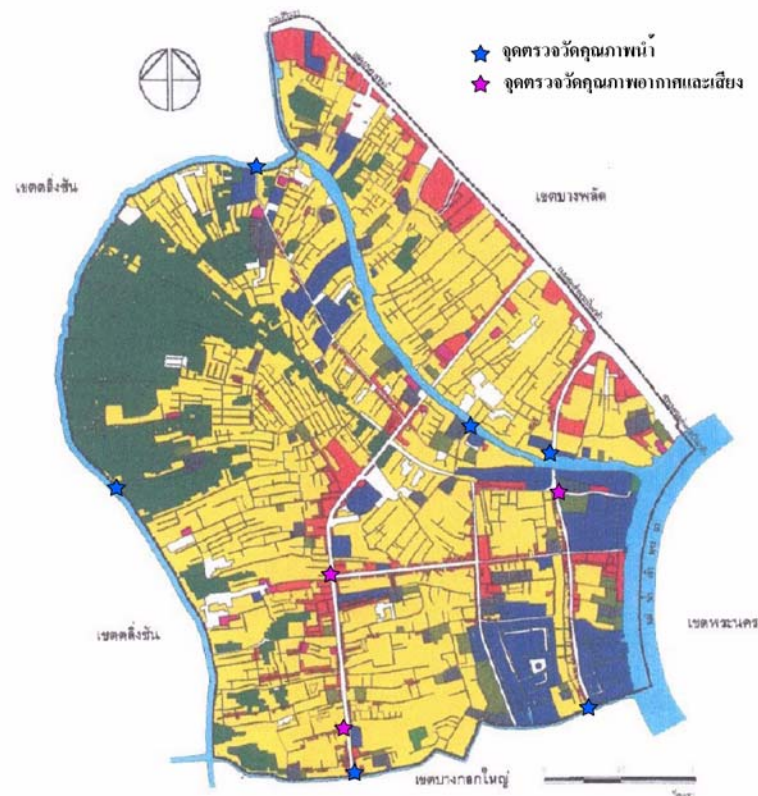 จุดตรวจวัดคุณภาพน้ำ
จุดตรวจวัดคุณภาพอากาศและเสียง
เขตตลิ่งชัน
เขตบางพลัด
เขตตลิ่งชัน
เขตพระนคร
เขตบางกอกใหญ่